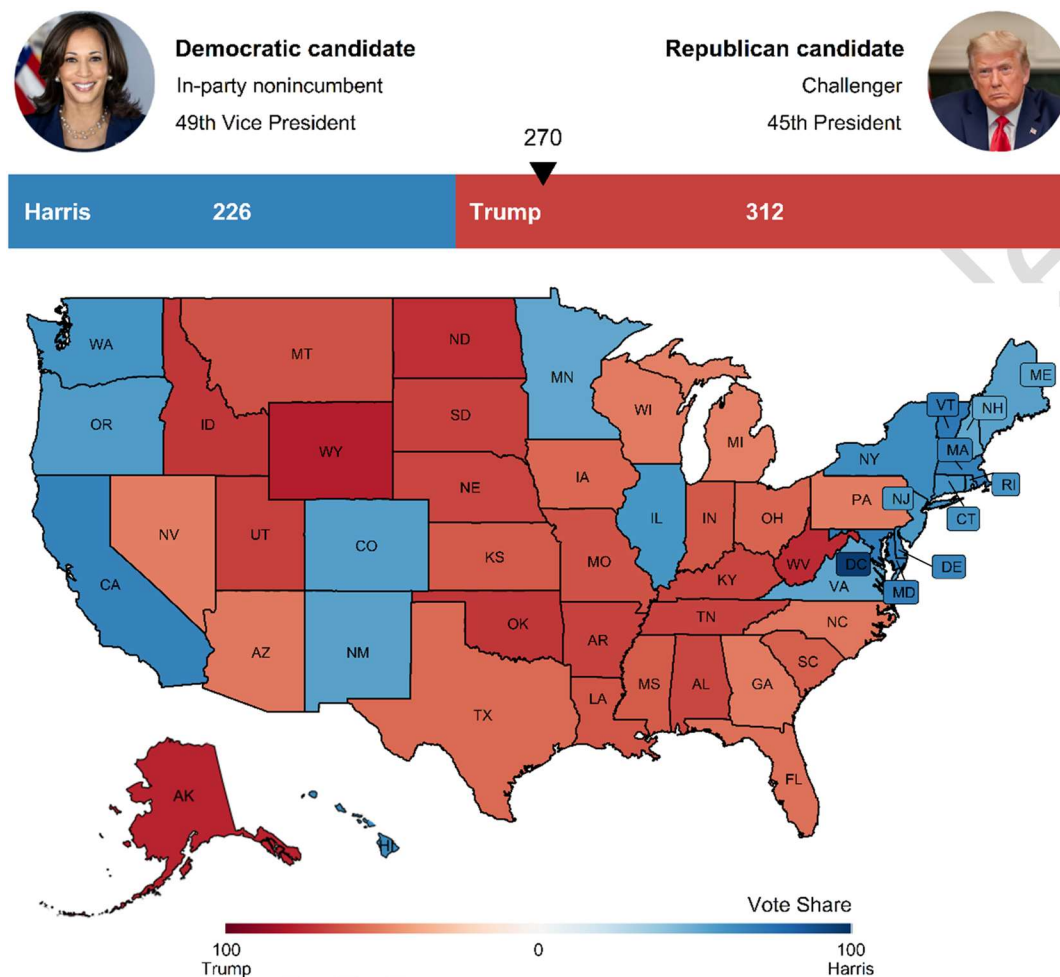 Democratic candidate
In-party nonincumbent
49th Vice President
Republican candidate
Challenger
45th President
270
Harris 226 Trump 312
WA
MT
ND
MN
ME
OR
ID
SD
WI
VT
NH
WY
MI
MA
NY
NE
IA
RI
NV
UT
CO
IL
IN
OH
PA
NJ
CT
CA
KS
MO
WV
DC
DE
KY
VA
MD
AZ
NM
OK
AR
TN
NC
TX
LA
MS
AL
GA
SC
FL
AK
HI
Vote Share
100 0 100
Trump Harris